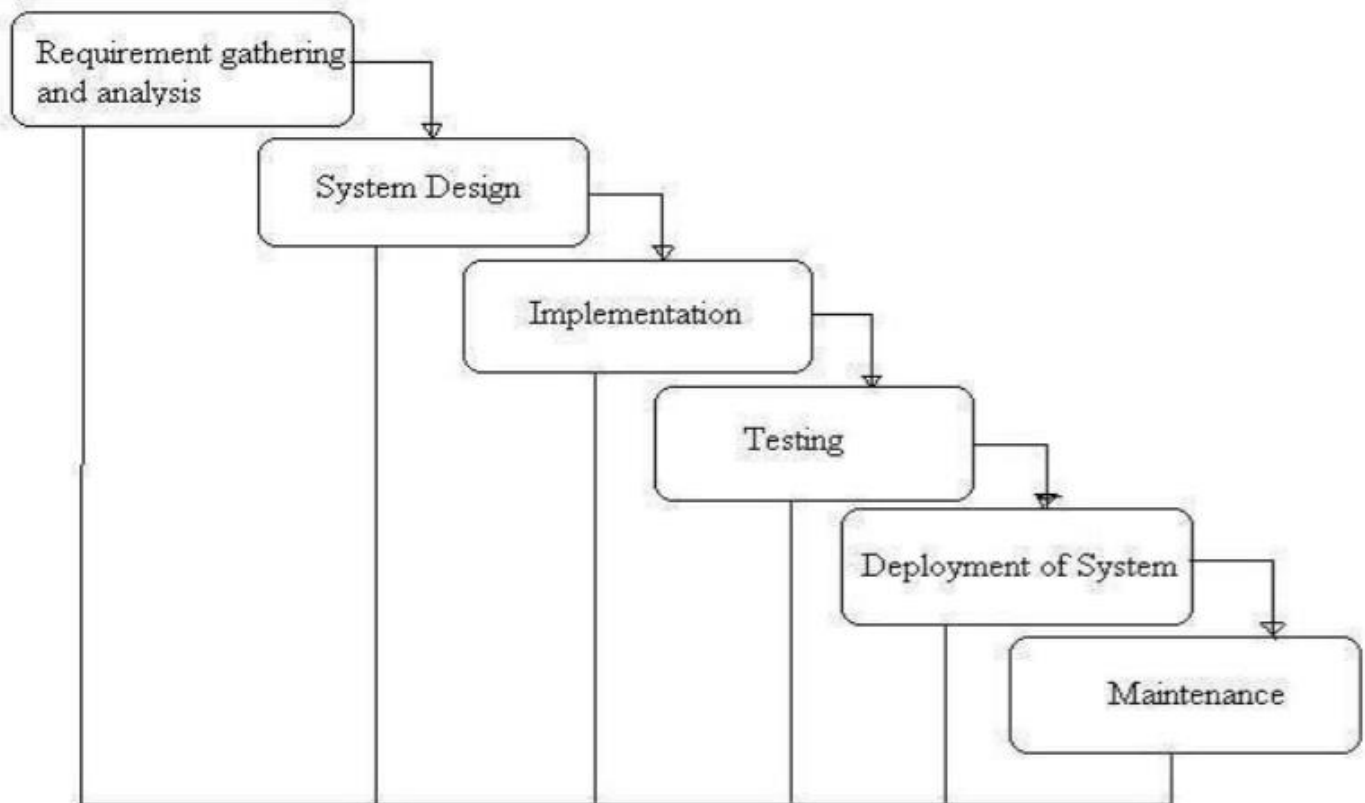 Requirement gathering
and analysis
System Design
Implementation
Testing
Deployment of System
Maintenance